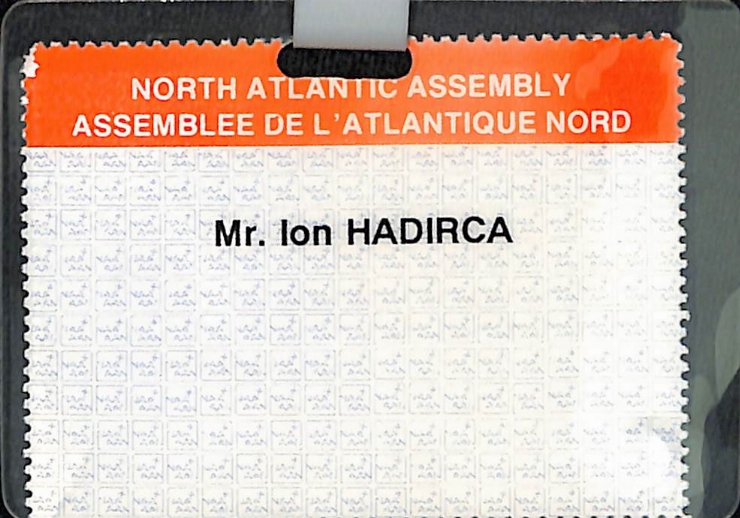 NORTH ATLANTIC ASSEMBLY
ASSEMBLEE DE L'ATLANTIQUE NORD
Mr. Ion HADIRCA